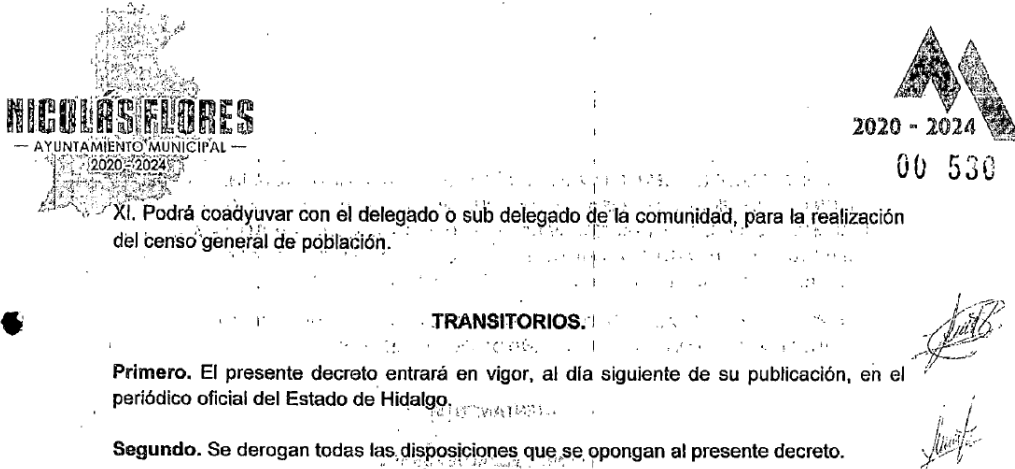 NICOLÁS FLORES
— AYUNTAMIENTO MUNICIPAL —
2020 - 2024
2020 - 2024
00 530
XI. Podrá coadyuvar con el delegado o sub delegado de la comunidad, para la realización
del censo general de población.
TRANSITORIOS.
Primero. El presente decreto entrará en vigor, al día siguiente de su publicación, en el
periódico oficial del Estado de Hidalgo.
Segundo. Se derogan todas las disposiciones que se opongan al presente decreto.